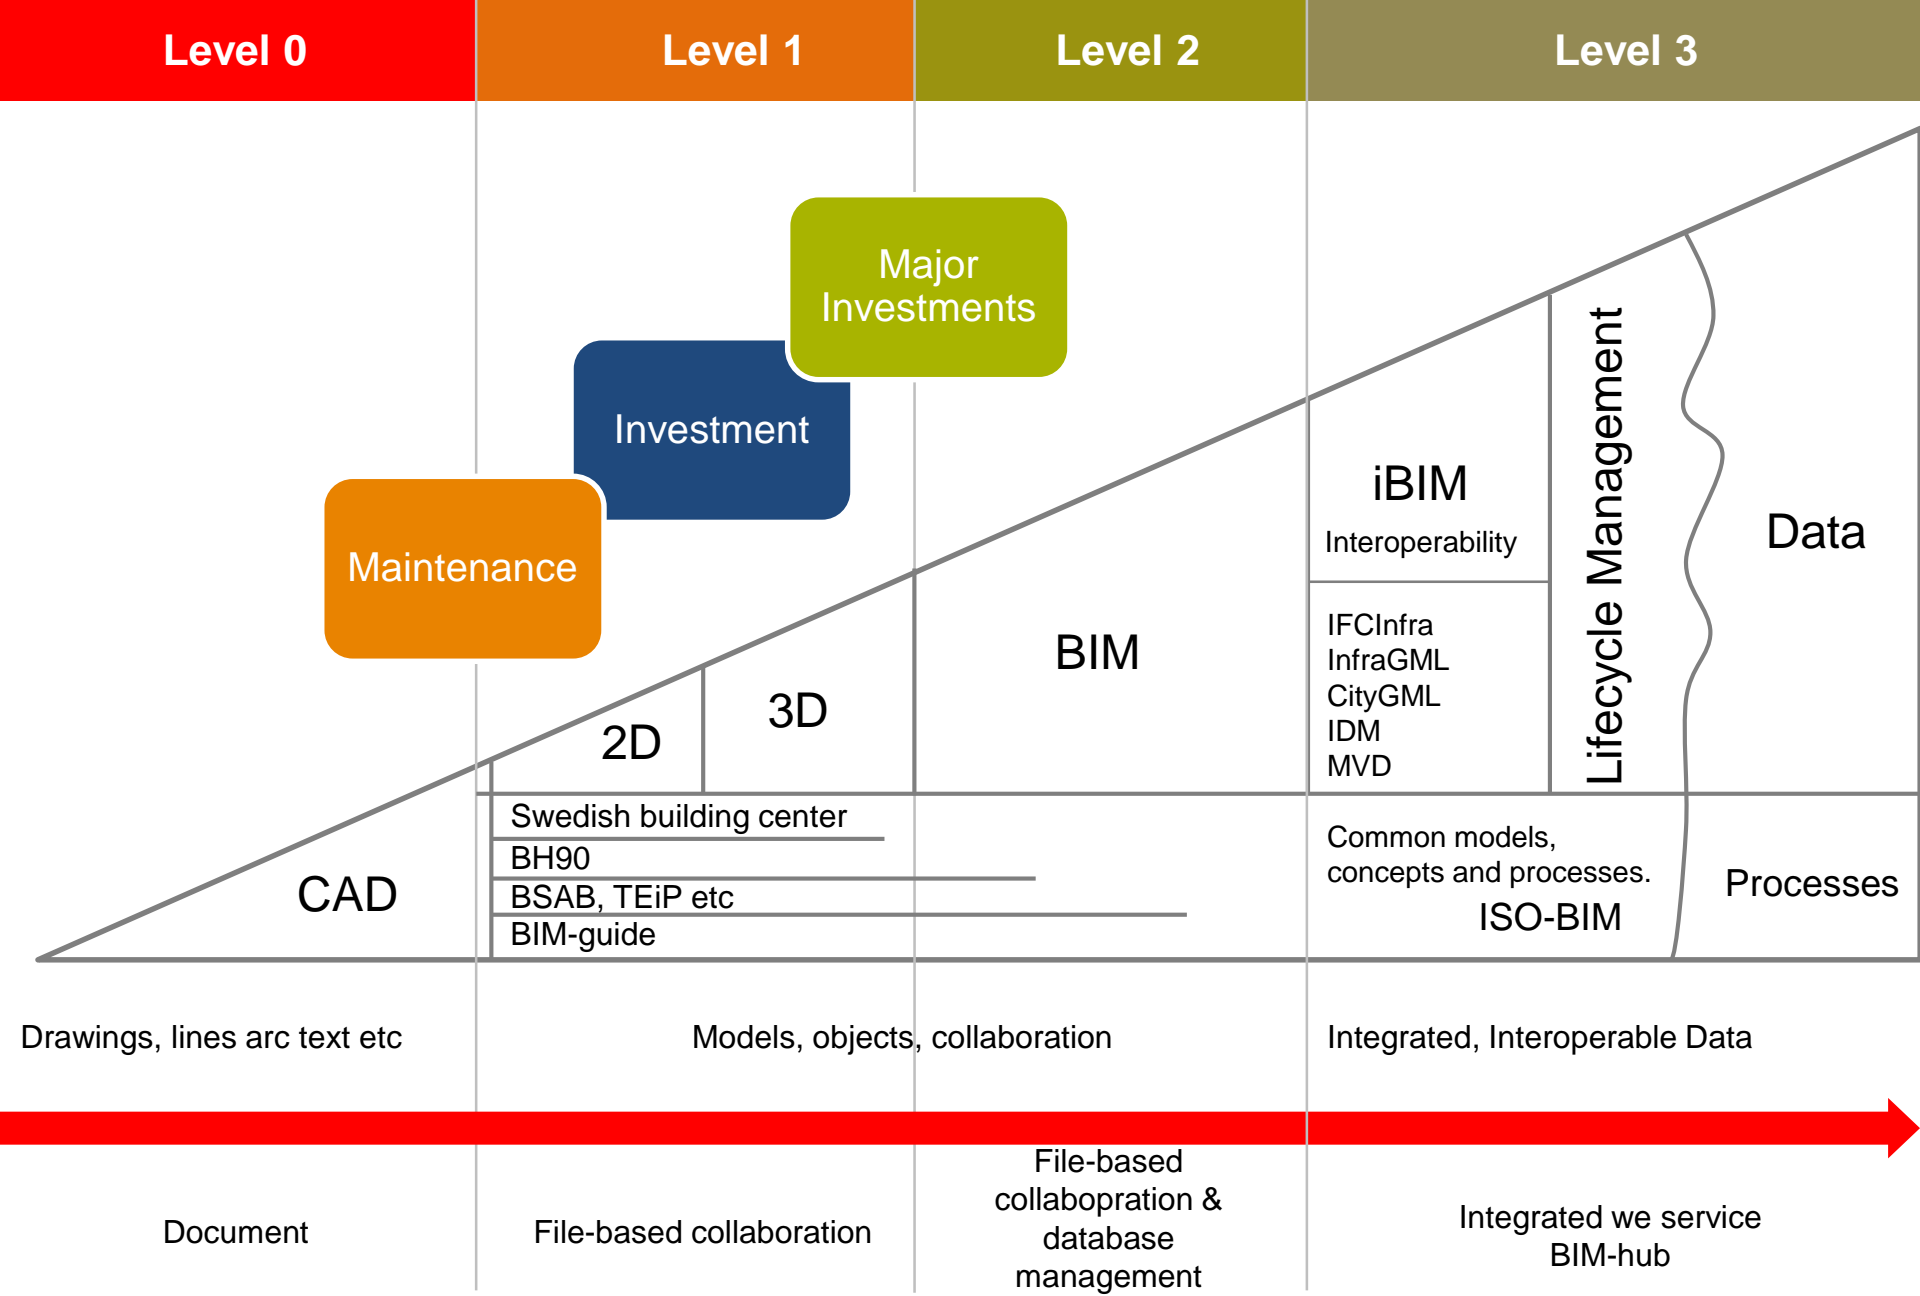 Level 0
Level 1
Level 2
Level 3
Major
Investments
Investment
Maintenance
iBIM
Interoperability
IFCInfra
InfraGML
CityGML
IDM
MVD
Lifecycle Management
Data
BIM
3D
2D
CAD
Swedish building center
BH90
BSAB, TEiP etc
BIM-guide
Common models,
concepts and processes.
ISO-BIM
Processes
Drawings, lines arc text etc
Models, objects, collaboration
Integrated, Interoperable Data
Document
File-based collaboration
File-based
collabopration &
database
management
Integrated we service
BIM-hub